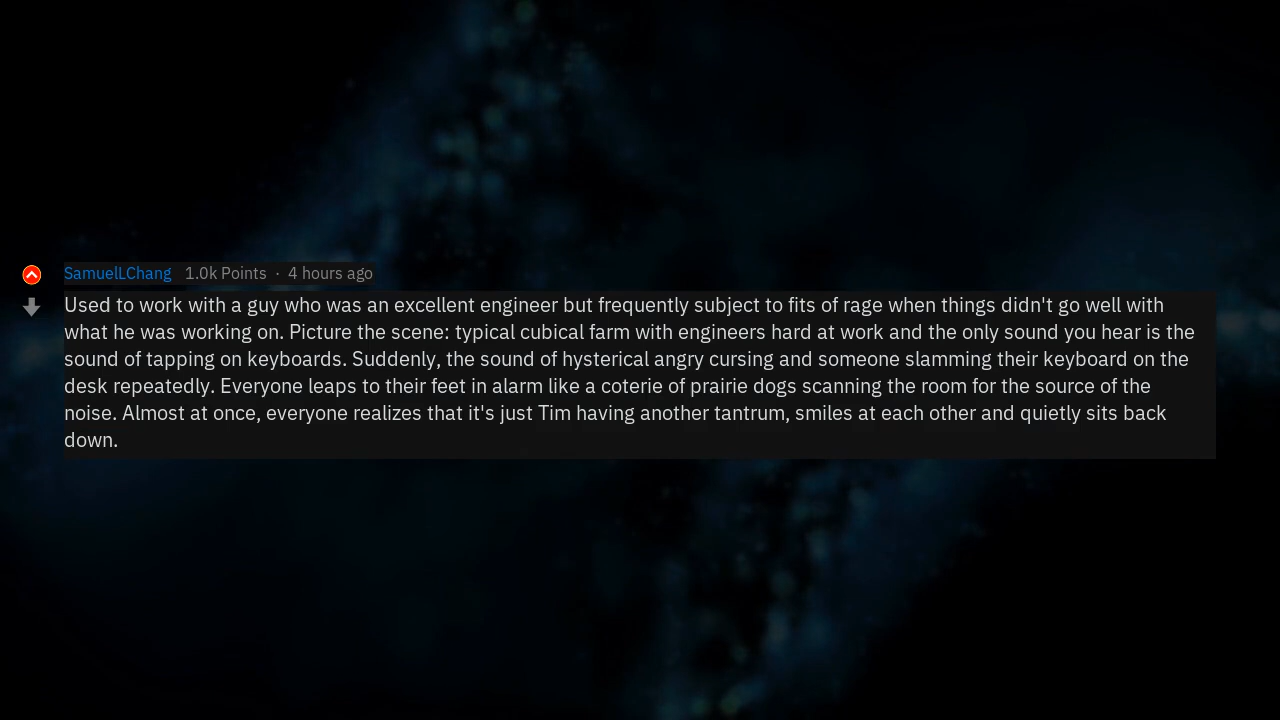 SamuelLChang 1.0k Points · 4 hours ago
Used to work with a guy who was an excellent engineer but frequently subject to fits of rage when things didn't go well with
what he was working on. Picture the scene: typical cubical farm with engineers hard at work and the only sound you hear is the
sound of tapping on keyboards. Suddenly, the sound of hysterical angry cursing and someone slamming their keyboard on the
desk repeatedly. Everyone leaps to their feet in alarm like a coterie of prairie dogs scanning the room for the source of the
noise. Almost at once, everyone realizes that it's just Tim having another tantrum, smiles at each other and quietly sits back
down.